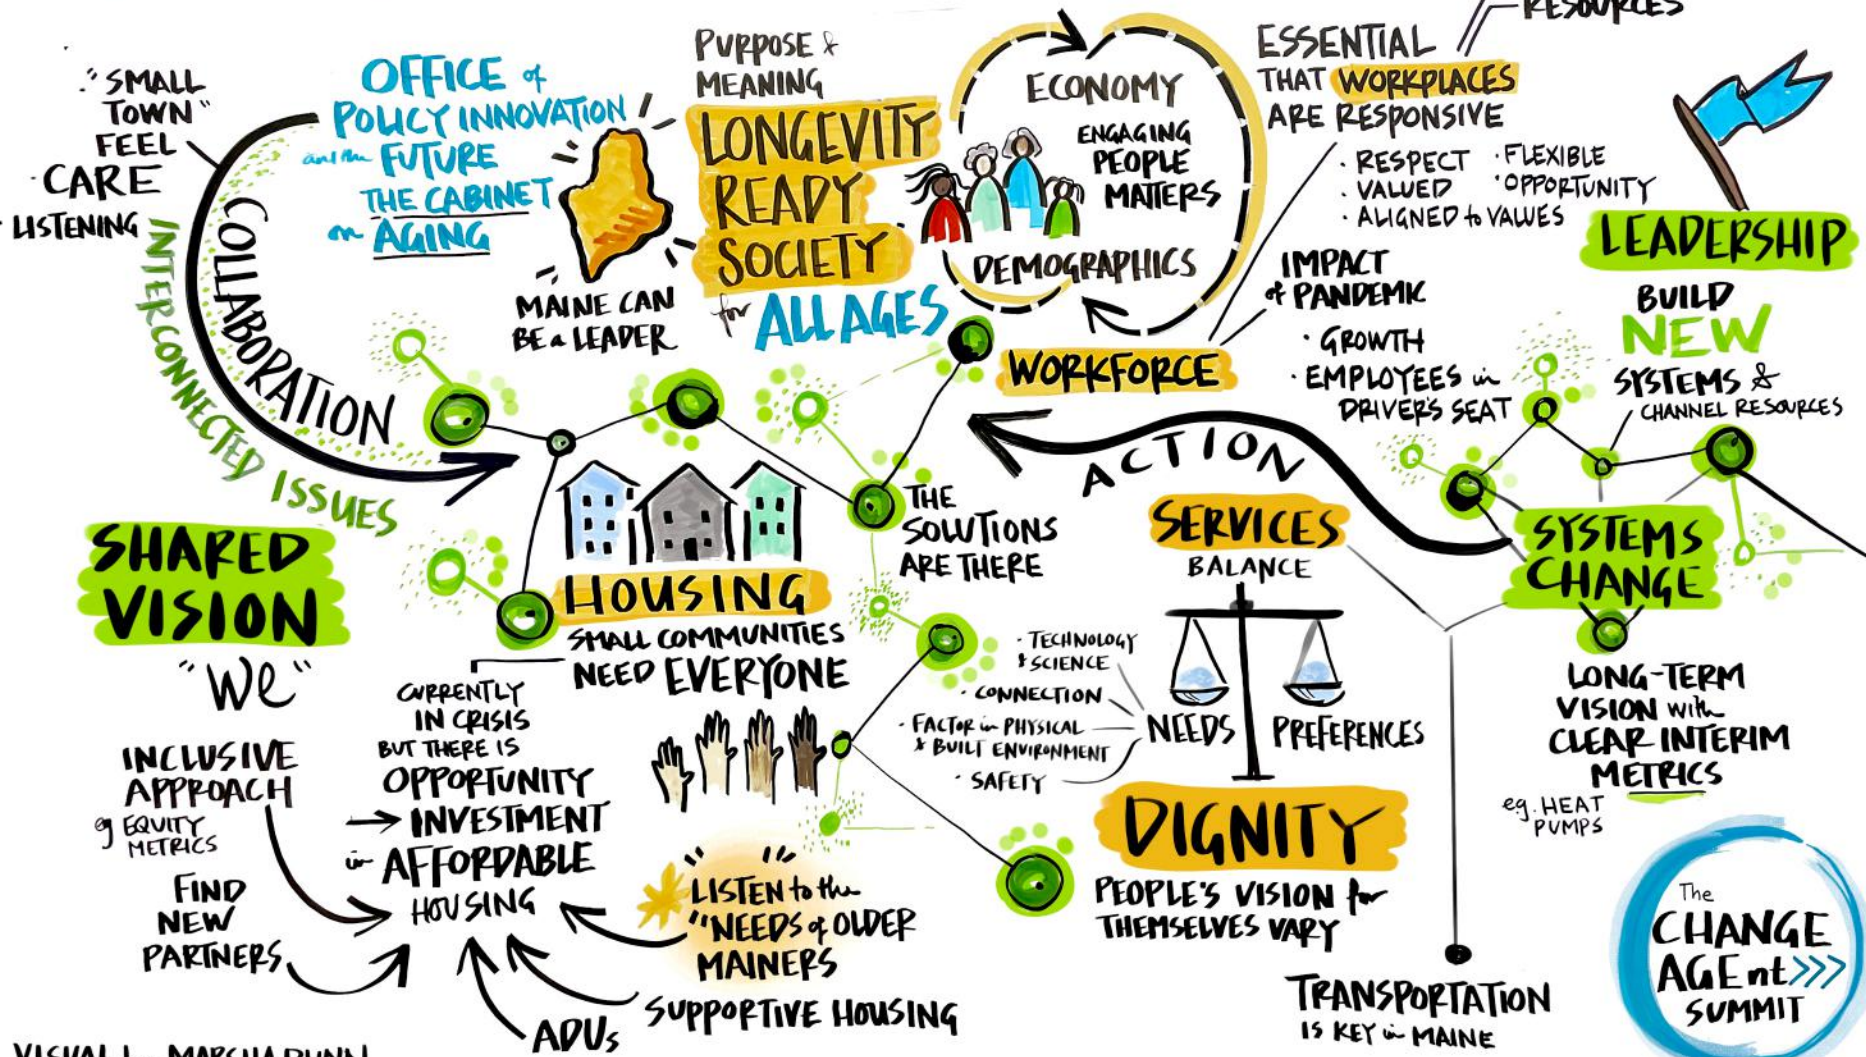 "SMALL
TOWN"
FEEL
· CARE
· LISTENING
COLLABORATION
INTERCONNECTED ISSUES
OFFICE of
POLICY INNOVATION
and the FUTURE
THE CABINET
on AGING
MAINE CAN
BE a LEADER
PURPOSE &
MEANING
LONGEVITY
READY
SOCIETY
for ALL AGES
ECONOMY
ENGAGING
PEOPLE
MATTERS
DEMOGRAPHICS
RESOURCES
ESSENTIAL
THAT WORKPLACES
ARE RESPONSIVE
· RESPECT
· VALUED
· ALIGNED to VALUES
· FLEXIBLE
· OPPORTUNITY
IMPACT
of PANDEMIC
· GROWTH
· EMPLOYEES in
DRIVER'S SEAT
WORKFORCE
LEADERSHIP
BUILD
NEW
SYSTEMS &
CHANNEL RESOURCES
ACTION
SYSTEMS
CHANGE
LONG-TERM
VISION with
CLEAR INTERIM
METRICS
eg. HEAT
PUMPS
SHARED
VISION
"We"
INCLUSIVE
APPROACH
eg EQUITY
METRICS
FIND
NEW
PARTNERS
HOUSING
SMALL COMMUNITIES
NEED EVERYONE
CURRENTLY
IN CRISIS
BUT THERE IS
OPPORTUNITY
→ INVESTMENT
in AFFORDABLE
HOUSING
LISTEN to the
"NEEDS of OLDER
MAINERS
SUPPORTIVE HOUSING
ADUs
THE
SOLUTIONS
ARE THERE
SERVICES
BALANCE
· TECHNOLOGY
& SCIENCE
· CONNECTION
· FACTOR in PHYSICAL
& BUILT ENVIRONMENT
· SAFETY
NEEDS
PREFERENCES
DIGNITY
PEOPLE'S VISION for
THEMSELVES VARY
TRANSPORTATION
IS KEY in MAINE
The
CHANGE
AGEnt >>>
SUMMIT
VISUAL by MARSHA DUNN